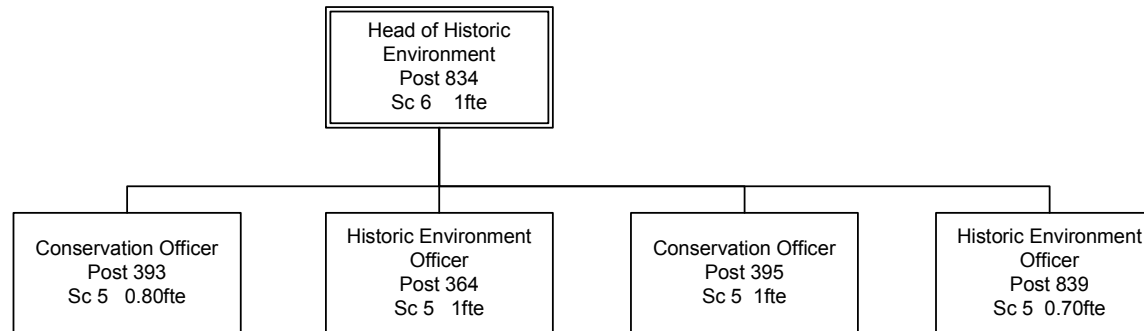 Head of Historic
Environment
Post 834
Sc 6 1fte
Conservation Officer
Post 393
Sc 5 0.80fte
Historic Environment
Officer
Post 364
Sc 5 1fte
Conservation Officer
Post 395
Sc 5 1fte
Historic Environment
Officer
Post 839
Sc 5 0.70fte